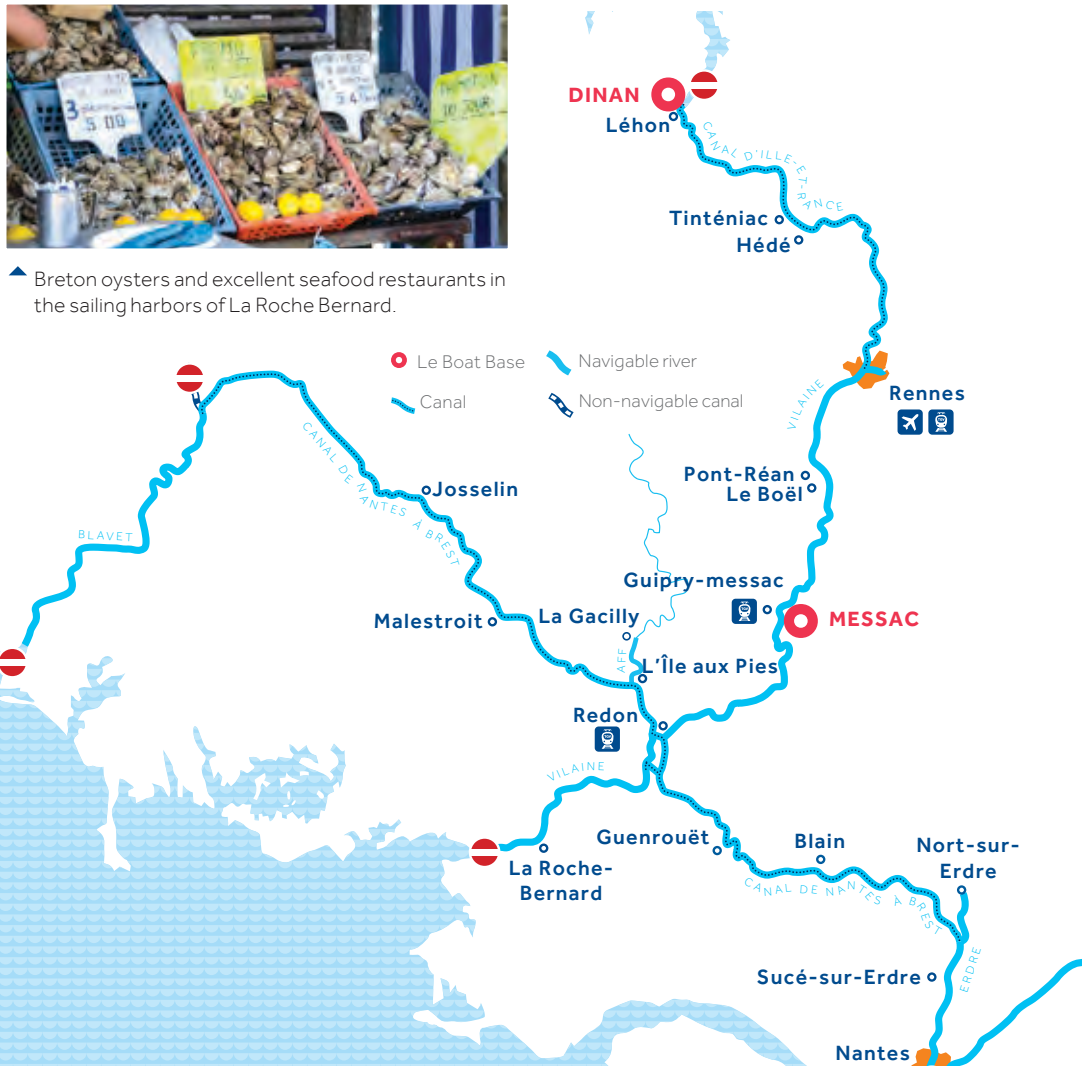 3
5 00
Breton oysters and excellent seafood restaurants in
the sailing harbors of La Roche Bernard.
Le Boat Base
Navigable river
Canal
Non-navigable canal
DINAN
Léhon
CANAL D'ILLE-ET-RANCE
Tinténiac
Hédé
Rennes
VILAINE
Pont-Réan
Le Boël
CANAL DE NANTES À BREST
Josselin
BLAVET
Guipry-messac
MESSAC
Malestroit
La Gacilly
AFF
L'Île aux Pies
Redon
VILAINE
Guenrouët
Blain
Nort-sur-
Erdre
La Roche-
Bernard
CANAL DE NANTES À BREST
ERDRE
Sucé-sur-Erdre
Nantes